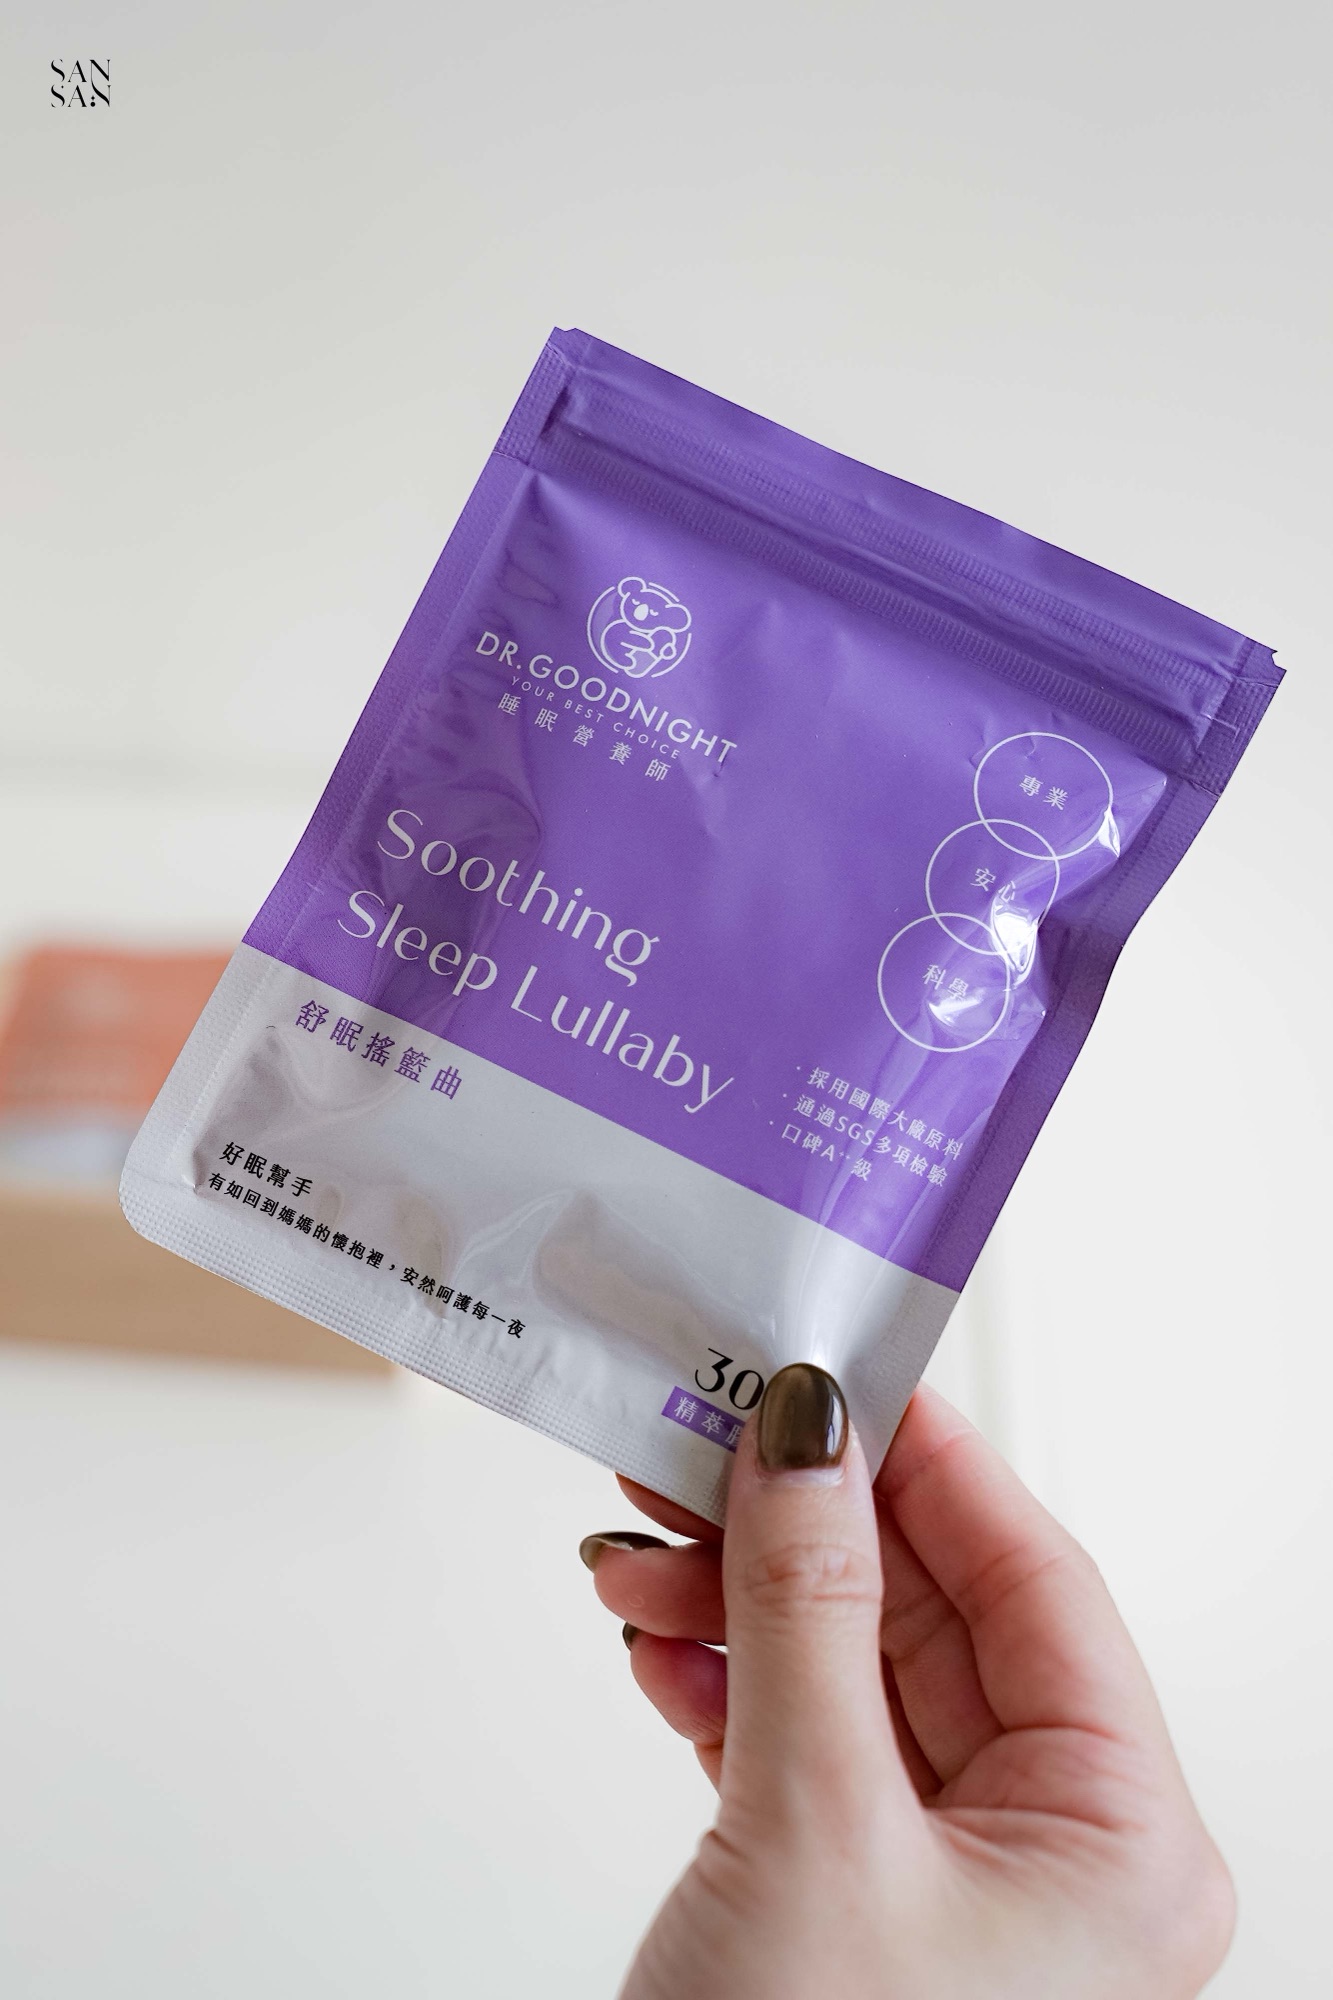 SAN
SAN
DR.GOODNIGHT
YOUR BEST CHOICE
睡眠營養師
專業
安心
科學
Soothing
Sleep Lullaby
舒眠搖籃曲
· 採用國際大廠原料
· 通過SGS多項檢驗
· 口碑A⁺⁺級
好眠幫手
有如回到媽媽的懷抱裡，安然呵護每一夜
30
精萃